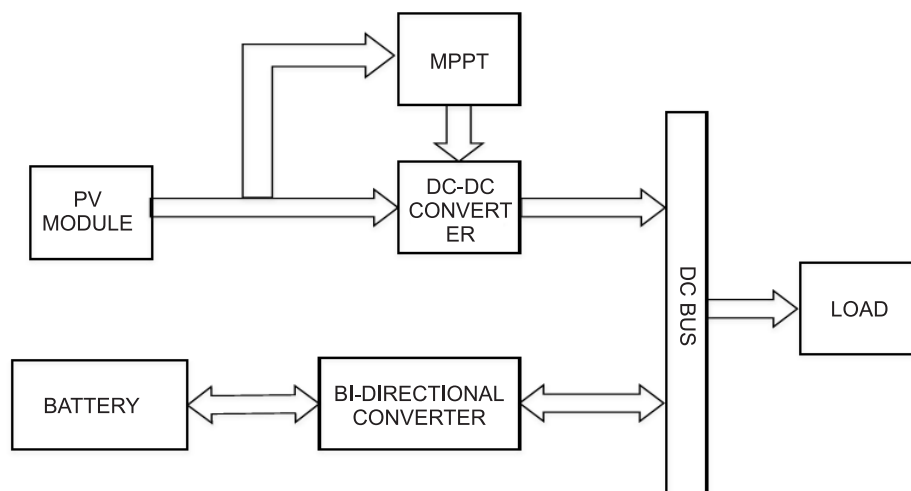 MPPT
PV
MODULE
DC-DC
CONVERT
ER
DC BUS
LOAD
BATTERY
BI-DIRECTIONAL
CONVERTER